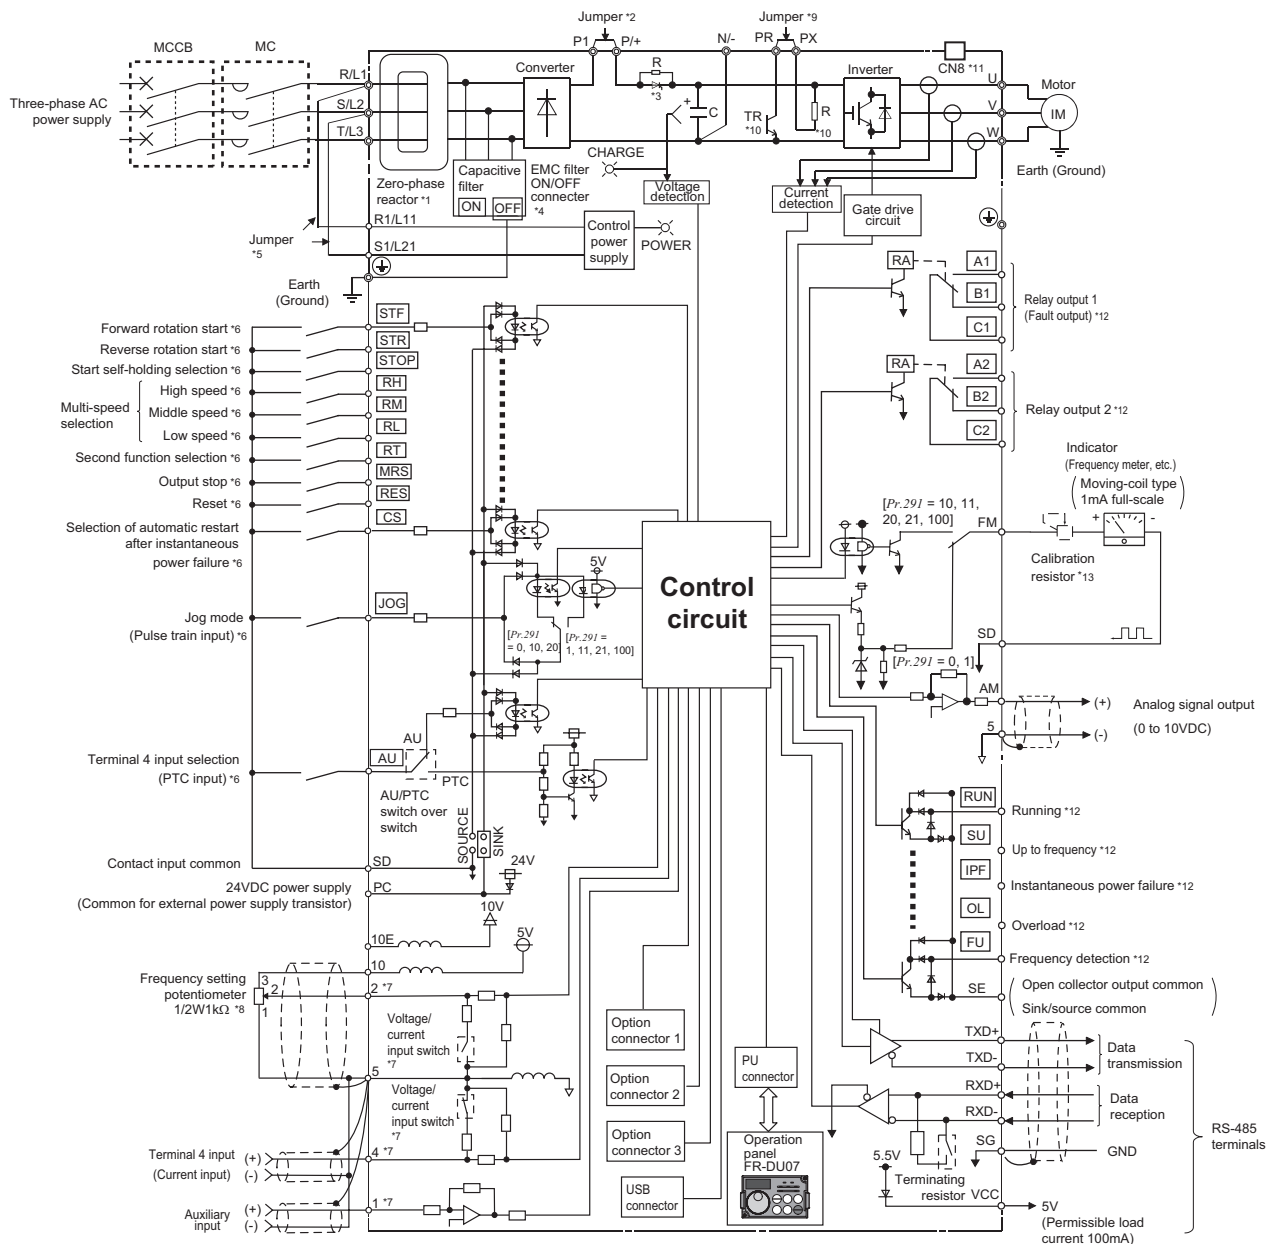 Jumper *2
Jumper *9
MCCB
MC
P1
P/+
N/-
PR
PX
CN8 *11
Three-phase AC
power supply
R/L1
S/L2
T/L3
Converter
R
*3
+
C
TR
*10
R
*10
Inverter
U
V
W
Motor
IM
Earth (Ground)
Zero-phase
reactor *1
Capacitive
filter
ON
OFF
EMC filter
ON/OFF
connecter
*4
CHARGE
Voltage
detection
Current
detection
Gate drive
circuit
R1/L11
S1/L21
Jumper
*5
Control
power
supply
POWER
Earth
(Ground)
Forward rotation start *6
STF
Reverse rotation start *6
STR
Start self-holding selection *6
STOP
Multi-speed
selection
High speed *6
RH
Middle speed *6
RM
Low speed *6
RL
Second function selection *6
RT
Output stop *6
MRS
Reset *6
RES
Selection of automatic restart
after instantaneous
power failure *6
CS
Jog mode
(Pulse train input) *6
JOG
5V
[Pr.291
= 0, 10, 20]
[Pr.291 =
1, 11, 21, 100]
Terminal 4 input selection
(PTC input) *6
AU
AU
PTC
AU/PTC
switch over
switch
SOURCE
SINK
Contact input common
SD
24V
24VDC power supply
(Common for external power supply transistor)
PC
10V
10E
5V
10
Frequency setting
potentiometer
1/2W1kΩ *8
3
2
1
2 *7
Voltage/
current
input switch
*7
5
Voltage/
current
input switch
*7
Terminal 4 input
(Current input)
(+)
(-)
4 *7
Auxiliary
input
(+)
(-)
1 *7
Control
circuit
Option
connector 1
Option
connector 2
Option
connector 3
USB
connector
PU
connector
Operation
panel
FR-DU07
RA
A1
B1
C1
Relay output 1
(Fault output) *12
RA
A2
B2
C2
Relay output 2 *12
Indicator
(Frequency meter, etc.)
(Moving-coil type
1mA full-scale)
+
-
[Pr.291 = 10, 11,
20, 21, 100]
FM
Calibration
resistor *13
SD
[Pr.291 = 0, 1]
AM
(+)
5
(-)
Analog signal output
(0 to 10VDC)
RUN
Running *12
SU
Up to frequency *12
IPF
Instantaneous power failure *12
OL
Overload *12
FU
Frequency detection *12
SE
(Open collector output common
Sink/source common)
TXD+
TXD-
Data
transmission
RXD+
RXD-
Data
reception
RS-485
terminals
SG
GND
5.5V
Terminating
resistor
VCC
5V
(Permissible load
current 100mA)